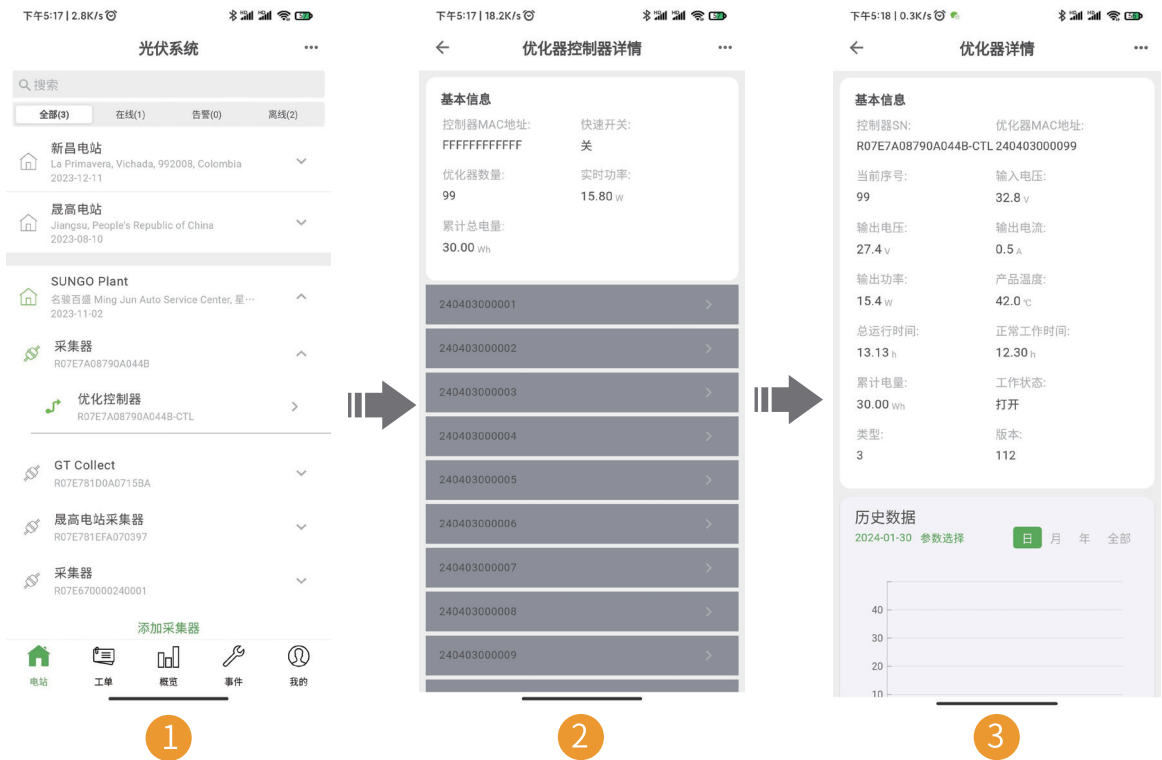 下午5:17 | 2.8K/s
光伏系统
搜索
全部(3)
在线(1)
告警(0)
离线(2)
新昌电站
La Primavera, Vichada, 992008, Colombia
2023-12-11
晟高电站
Jiangsu, People's Republic of China
2023-08-10
SUNGO Plant
名骏百盛 Ming Jun Auto Service Center, 星…
2023-11-02
采集器
R07E7A08790A044B
优化控制器
R07E7A08790A044B-CTL
GT Collect
R07E781D0A0715BA
晟高电站采集器
R07E781EFA070397
采集器
R07E670000240001
添加采集器
电站
工单
概览
事件
我的
1
下午5:17 | 18.2K/s
优化器控制器详情
基本信息
控制器MAC地址:
快速开关:
FFFFFFFFFFFF
关
优化器数量:
实时功率:
99
15.80 W
累计总电量:
30.00 Wh
240403000001
240403000002
240403000003
240403000004
240403000005
240403000006
240403000007
240403000008
240403000009
2
下午5:18 | 0.3K/s
优化器详情
基本信息
控制器SN:
优化器MAC地址:
R07E7A08790A044B-CTL 240403000099
当前序号:
输入电压:
99
32.8 V
输出电压:
输出电流:
27.4 V
0.5 A
输出功率:
产品温度:
15.4 W
42.0 ℃
总运行时间:
正常工作时间:
13.13 h
12.30 h
累计电量:
工作状态:
30.00 Wh
打开
类型:
版本:
3
112
历史数据
2024-01-30 参数选择
日
月
年
全部
40
30
20
10
3